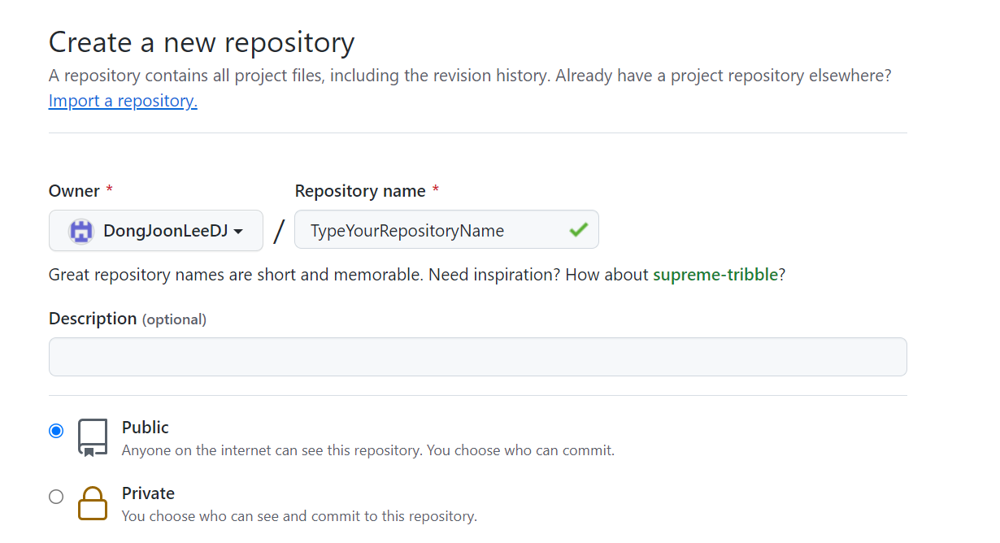 Create a new repository
A repository contains all project files, including the revision history. Already have a project repository elsewhere?
Import a repository.
Owner *
Repository name *
DongJoonLeeDJ
/
TypeYourRepositoryName
Great repository names are short and memorable. Need inspiration? How about supreme-tribble?
Description (optional)
Public
Anyone on the internet can see this repository. You choose who can commit.
Private
You choose who can see and commit to this repository.